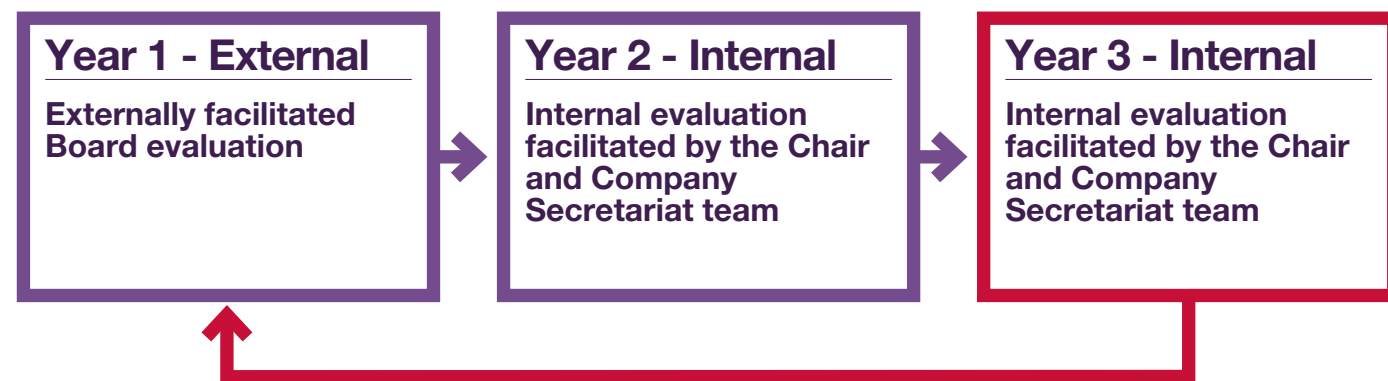 Year 1 - External
Externally facilitated
Board evaluation
Year 2 - Internal
Internal evaluation
facilitated by the Chair
and Company
Secretariat team
Year 3 - Internal
Internal evaluation
facilitated by the Chair
and Company
Secretariat team